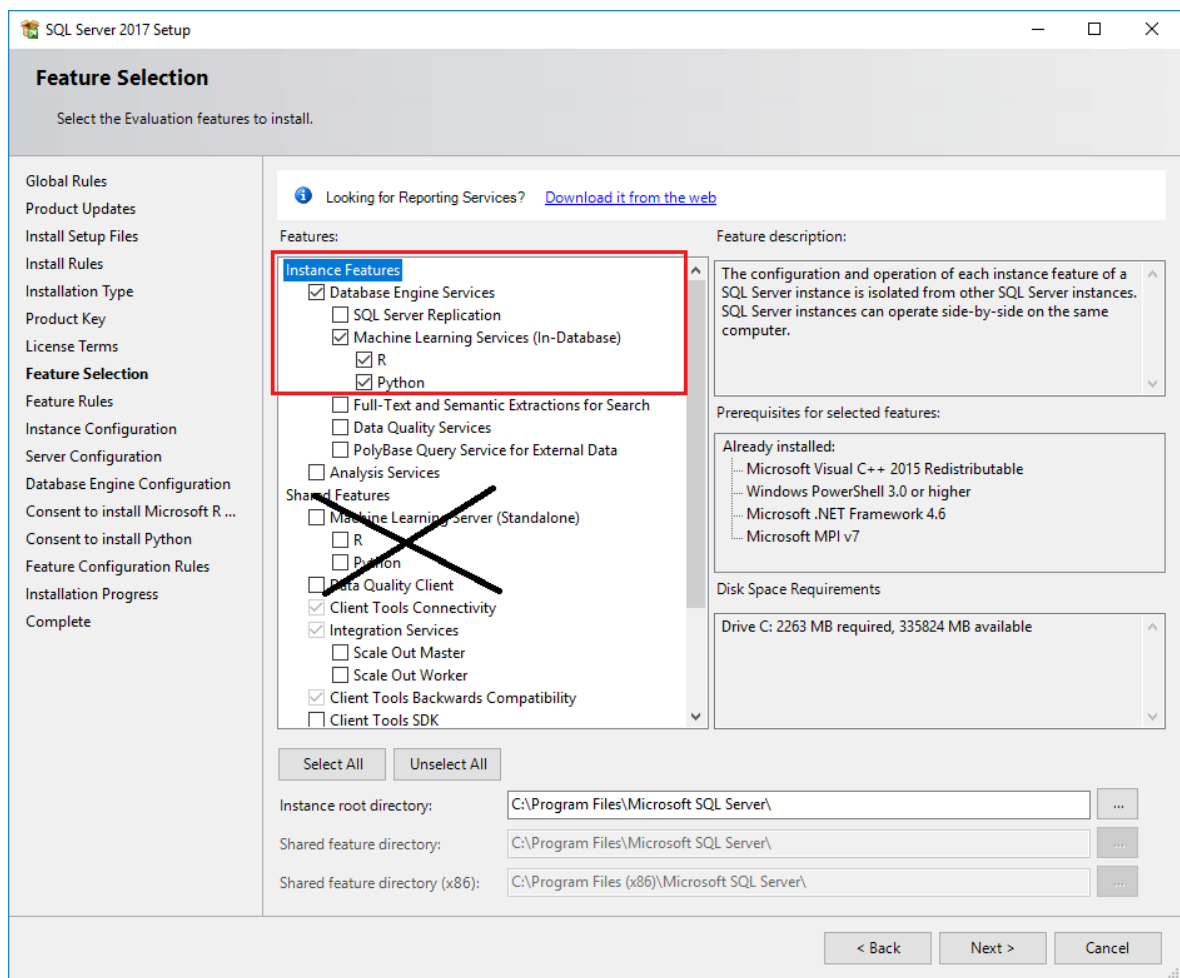 SQL Server 2017 Setup
Feature Selection
Select the Evaluation features to install.
Global Rules
Product Updates
Install Setup Files
Install Rules
Installation Type
Product Key
License Terms
Feature Selection
Feature Rules
Instance Configuration
Server Configuration
Database Engine Configuration
Consent to install Microsoft R ...
Consent to install Python
Feature Configuration Rules
Installation Progress
Complete
Looking for Reporting Services? Download it from the web
Features:
Instance Features
Database Engine Services
SQL Server Replication
Machine Learning Services (In-Database)
R
Python
Full-Text and Semantic Extractions for Search
Data Quality Services
PolyBase Query Service for External Data
Analysis Services
Shared Features
Machine Learning Server (Standalone)
R
Python
Data Quality Client
Client Tools Connectivity
Integration Services
Scale Out Master
Scale Out Worker
Client Tools Backwards Compatibility
Client Tools SDK
Feature description:
The configuration and operation of each instance feature of a
SQL Server instance is isolated from other SQL Server instances.
SQL Server instances can operate side-by-side on the same
computer.
Prerequisites for selected features:
Already installed:
Microsoft Visual C++ 2015 Redistributable
Windows PowerShell 3.0 or higher
Microsoft .NET Framework 4.6
Microsoft MPI v7
Disk Space Requirements
Drive C: 2263 MB required, 335824 MB available
Select All
Unselect All
Instance root directory: C:\Program Files\Microsoft SQL Server\ ...
Shared feature directory: C:\Program Files\Microsoft SQL Server\ ...
Shared feature directory (x86): C:\Program Files (x86)\Microsoft SQL Server\ ...
< Back
Next >
Cancel